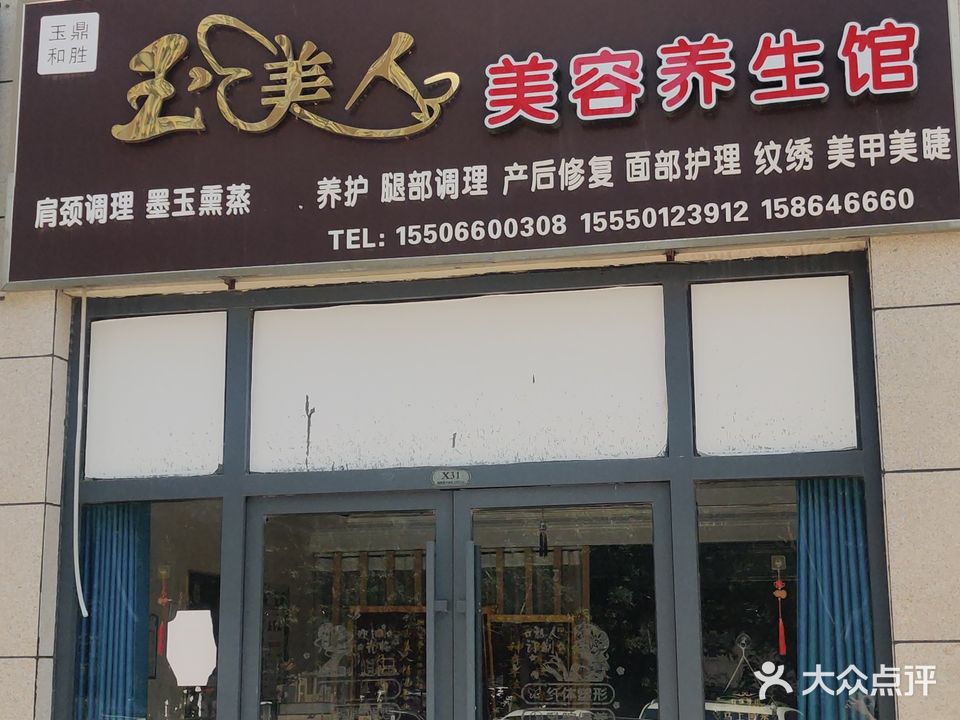 玉鼎
和胜
玉美人 美容养生馆
肩颈调理 墨玉熏蒸 养护 腿部调理 产后修复 面部护理 纹绣 美甲美睫
TEL: 15506600308 15550123912 158646660
X31
纤体塑形
大众点评